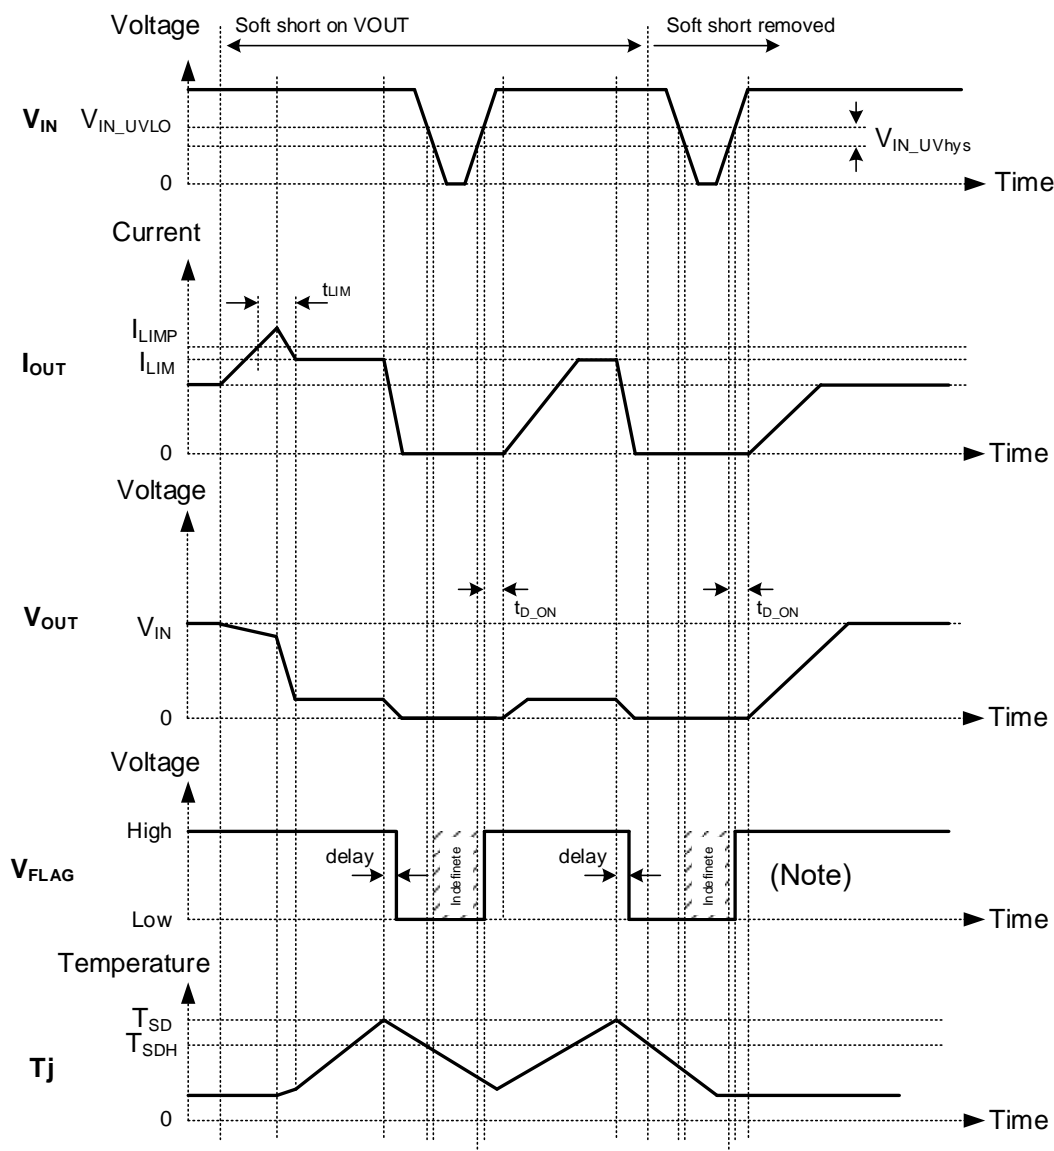 Voltage
Soft short on VOUT
Soft short removed
VIN
VIN_UVLO
VIN_UVhys
0
Time
Current
tLIM
ILIMP
IOUT
ILIM
0
Time
Voltage
tD_ON
tD_ON
VOUT
VIN
0
Time
Voltage
High
delay
Indefinete
delay
Indefinete
(Note)
VFLAG
Low
Time
Temperature
TSD
TSDH
Tj
0
Time